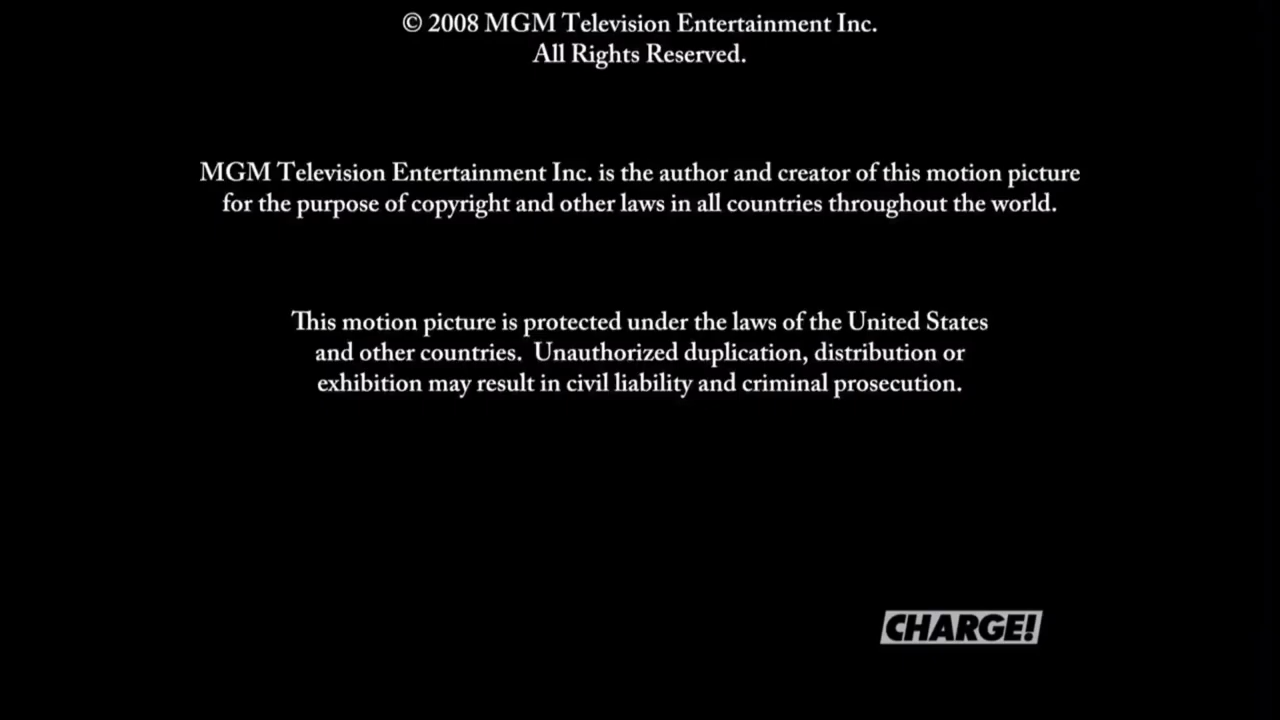 © 2008 MGM Television Entertainment Inc.
All Rights Reserved.
MGM Television Entertainment Inc. is the author and creator of this motion picture
for the purpose of copyright and other laws in all countries throughout the world.
This motion picture is protected under the laws of the United States
and other countries.  Unauthorized duplication, distribution or
exhibition may result in civil liability and criminal prosecution.
CHARGE!